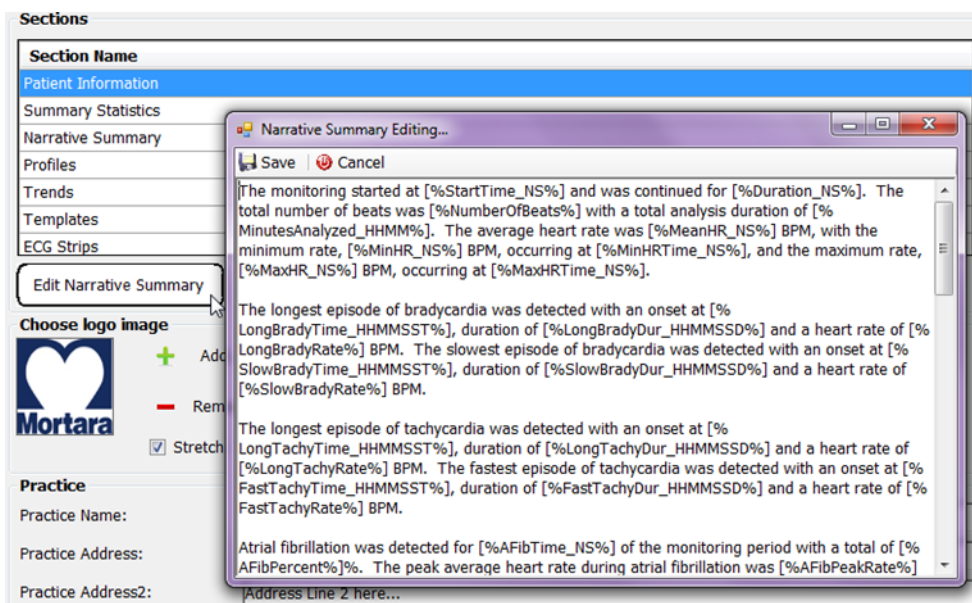 Sections
Section Name
Patient Information
Summary Statistics
Narrative Summary
Profiles
Trends
Templates
ECG Strips
Edit Narrative Summary
Choose logo image
Mortara
Add
Rem
Stretch
Practice
Practice Name:
Practice Address:
Practice Address2:
Address Line 2 here...
Narrative Summary Editing...
Save
Cancel
The monitoring started at [%StartTime_NS%] and was continued for [%Duration_NS%].  The
total number of beats was [%NumberOfBeats%] with a total analysis duration of [%
MinutesAnalyzed_HHMM%].  The average heart rate was [%MeanHR_NS%] BPM, with the
minimum rate, [%MinHR_NS%] BPM, occurring at [%MinHRTime_NS%], and the maximum rate,
[%MaxHR_NS%] BPM, occurring at [%MaxHRTime_NS%].
The longest episode of bradycardia was detected with an onset at [%
LongBradyTime_HHMMSST%], duration of [%LongBradyDur_HHMMSSD%] and a heart rate of [%
LongBradyRate%] BPM.  The slowest episode of bradycardia was detected with an onset at [%
SlowBradyTime_HHMMSST%], duration of [%SlowBradyDur_HHMMSSD%] and a heart rate of
[%SlowBradyRate%] BPM.
The longest episode of tachycardia was detected with an onset at [%
LongTachyTime_HHMMSST%], duration of [%LongTachyDur_HHMMSSD%] and a heart rate of
[%LongTachyRate%] BPM.  The fastest episode of tachycardia was detected with an onset at [%
FastTachyTime_HHMMSST%], duration of [%FastTachyDur_HHMMSSD%] and a heart rate of [%
FastTachyRate%] BPM.
Atrial fibrillation was detected for [%AFibTime_NS%] of the monitoring period with a total of [%
AFibPercent%]%.  The peak average heart rate during atrial fibrillation was [%AFibPeakRate%]